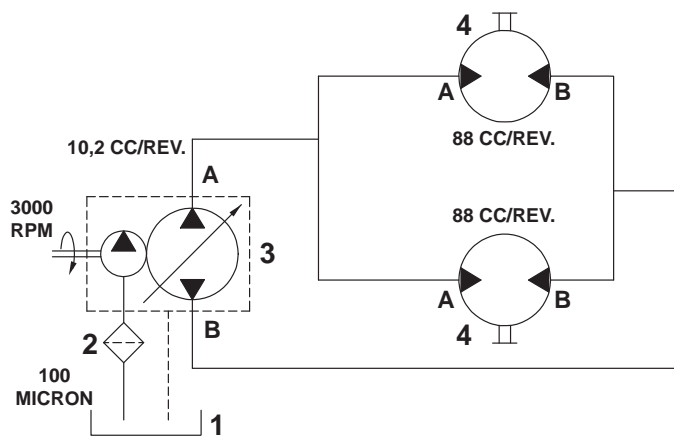 4
A
B
88 CC/REV.
10,2 CC/REV.
A
3000
RPM
3
88 CC/REV.
A
B
4
B
2
100
MICRON
1